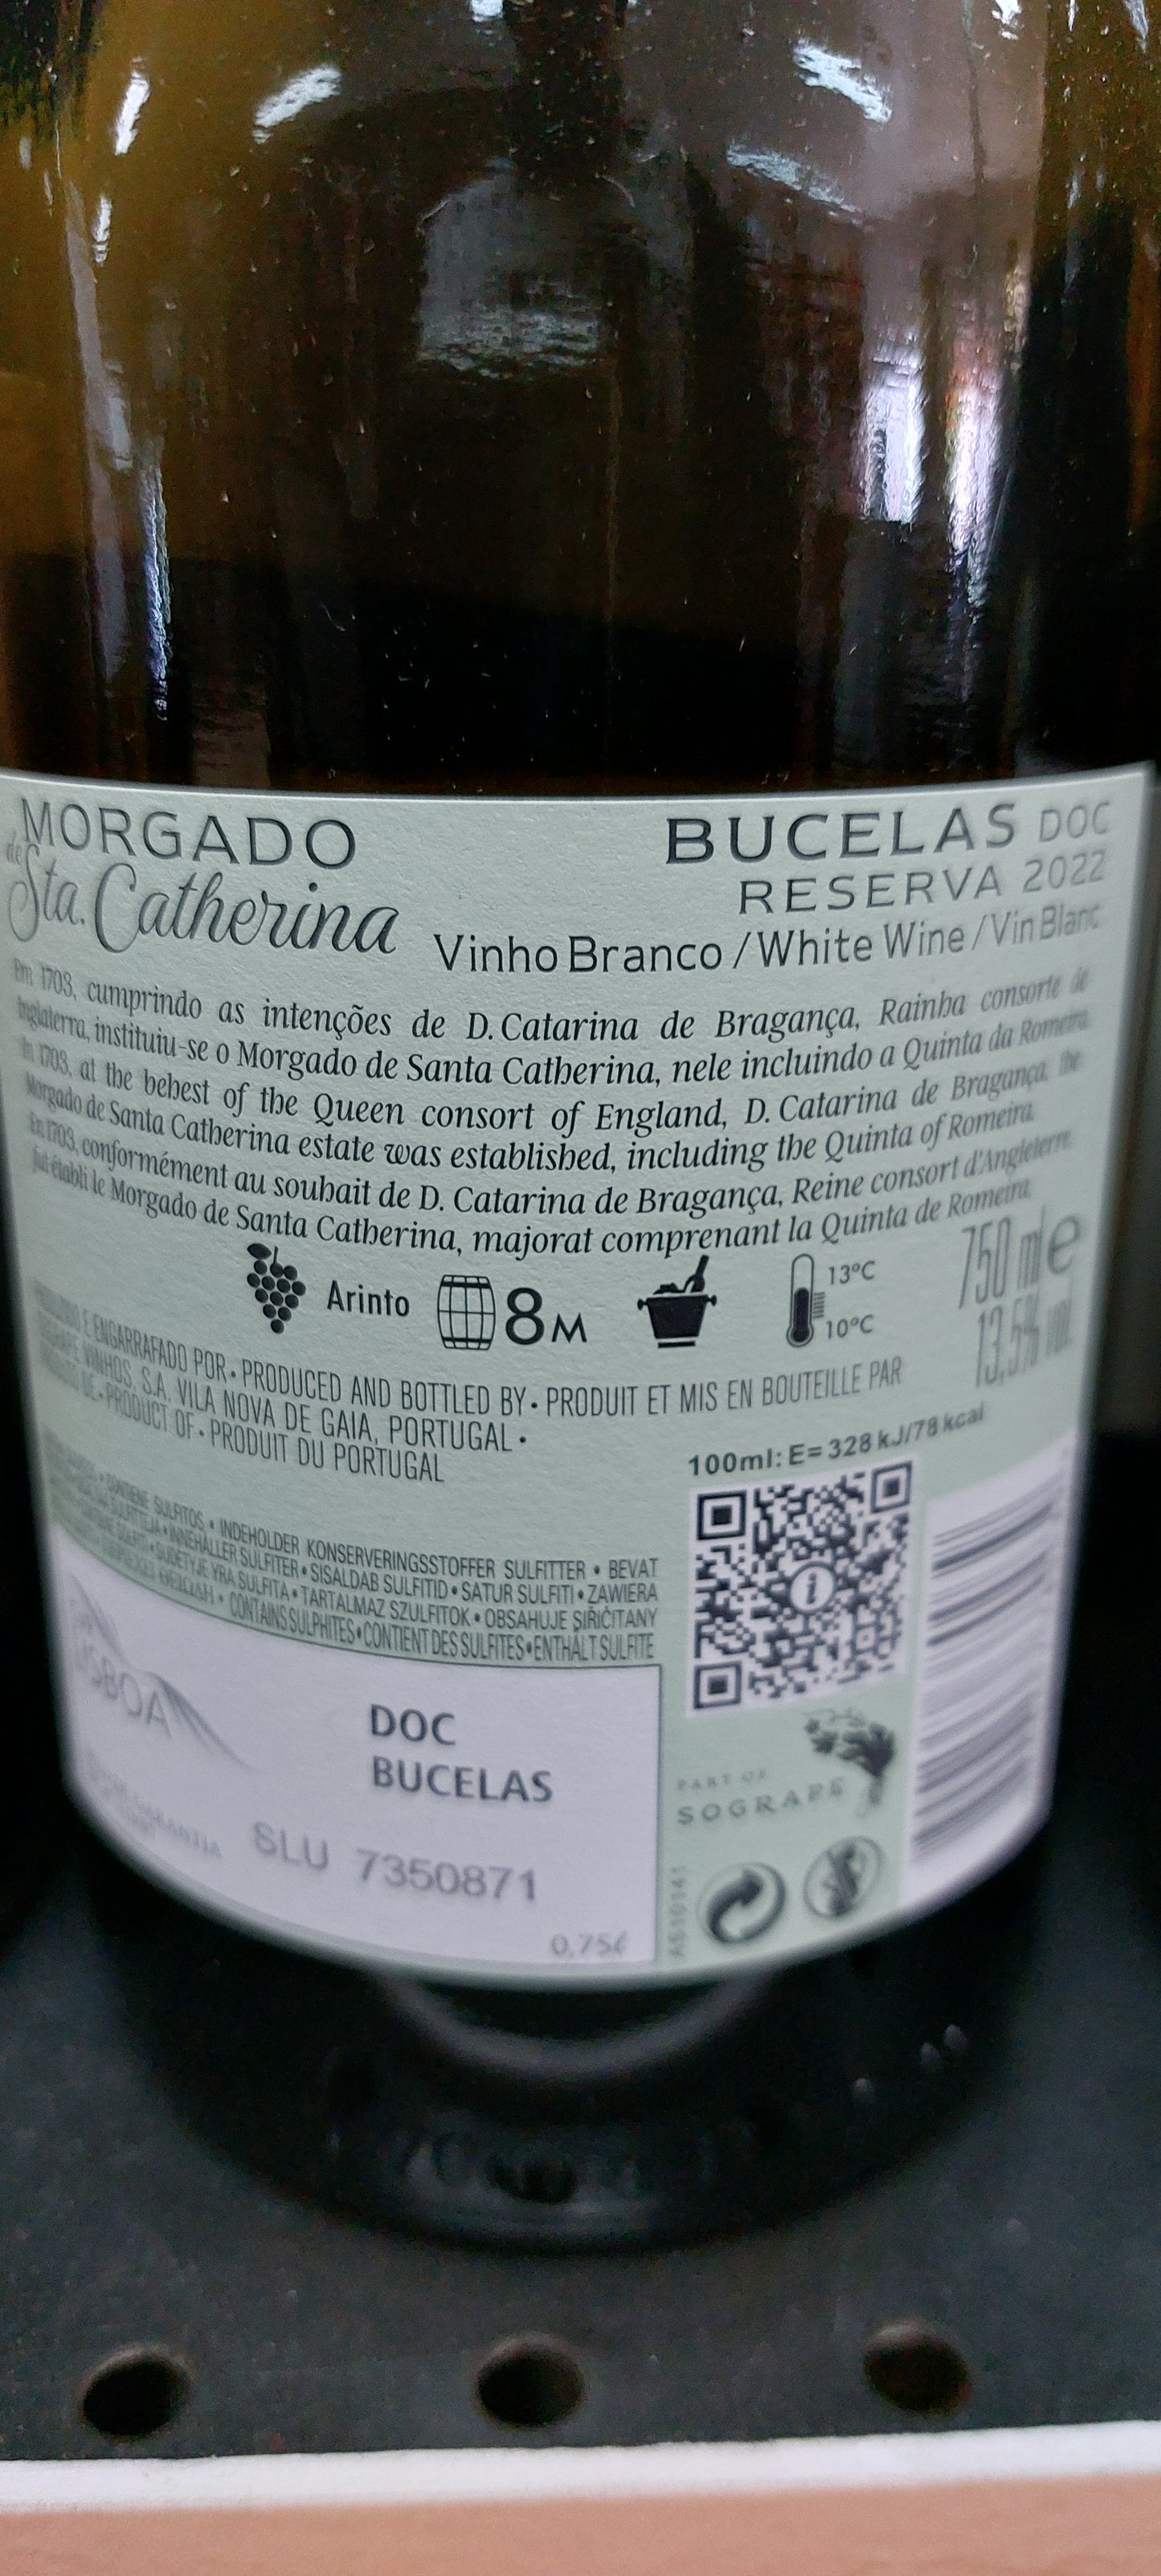 MORGADO
de Sta. Catherina
BUCELAS DOC
RESERVA 2022
Vinho Branco / White Wine / Vin Blanc
Em 1703, cumprindo as intenções de D. Catarina de Bragança, Rainha consorte de
Inglaterra, instituiu-se o Morgado de Santa Catherina, nele incluindo a Quinta da Romeira.
In 1703, at the behest of the Queen consort of England, D. Catarina de Bragança, the
Morgado de Santa Catherina estate was established, including the Quinta of Romeira.
En 1703, conformément au souhait de D. Catarina de Bragança, Reine consort d'Angleterre
fut établi le Morgado de Santa Catherina, majorat comprenant la Quinta de Romeira.
Arinto
8M
13ºC
10ºC
750 ml e
13,5% vol
E ENGARRAFADO POR • PRODUCED AND BOTTLED BY • PRODUIT ET MIS EN BOUTEILLE PAR
VINHOS, S.A. VILA NOVA DE GAIA, PORTUGAL •
DE • PRODUCT OF • PRODUIT DU PORTUGAL
• CONTIENE SULFITOS • INDEHOLDER KONSERVERINGSSTOFFER SULFITTER • BEVAT
• INNEHÅLLER SULFITER • SISALDAB SULFITID • SATUR SULFITI • ZAWIERA
• SUDĖTYJE YRA SULFITA • TARTALMAZ SZULFITOK • OBSAHUJE SIŘIČITANY
• CONTAINS SULPHITES • CONTIENT DES SULFITES • ENTHÄLT SULFITE
100ml: E= 328 kJ/78 kcal
i
LISBOA
DOC
BUCELAS
SLU 7350871
0,75ℓ
PART OF
SOGRAPE
AS110141